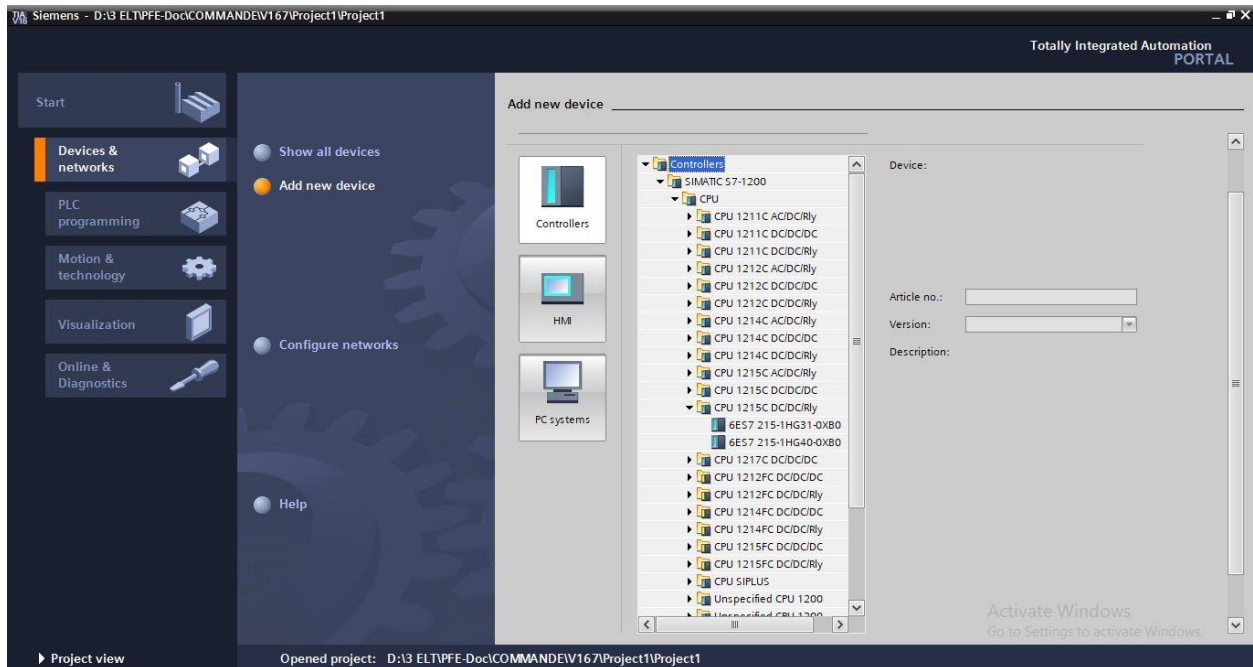 Siemens - D:\3 ELT\PFE-Doc\COMMANDE\V167\Project1\Project1
Totally Integrated Automation
PORTAL
Start
Devices &
networks
PLC
programming
Motion &
technology
Visualization
Online &
Diagnostics
Show all devices
Add new device
Configure networks
Help
Add new device
Controllers
HMI
PC systems
Controllers
SIMATIC S7-1200
CPU
CPU 1211C AC/DC/Rly
CPU 1211C DC/DC/DC
CPU 1211C DC/DC/Rly
CPU 1212C AC/DC/Rly
CPU 1212C DC/DC/DC
CPU 1212C DC/DC/Rly
CPU 1214C AC/DC/Rly
CPU 1214C DC/DC/DC
CPU 1214C DC/DC/Rly
CPU 1215C AC/DC/Rly
CPU 1215C DC/DC/DC
CPU 1215C DC/DC/Rly
6ES7 215-1HG31-0XB0
6ES7 215-1HG40-0XB0
CPU 1217C DC/DC/DC
CPU 1212FC DC/DC/DC
CPU 1212FC DC/DC/Rly
CPU 1214FC DC/DC/DC
CPU 1214FC DC/DC/Rly
CPU 1215FC DC/DC/DC
CPU 1215FC DC/DC/Rly
CPU SIPLUS
Unspecified CPU 1200
Device:
Article no.:
Version:
Description:
Activate Windows
Go to Settings to activate Windows.
Project view
Opened project: D:\3 ELT\PFE-Doc\COMMANDE\V167\Project1\Project1